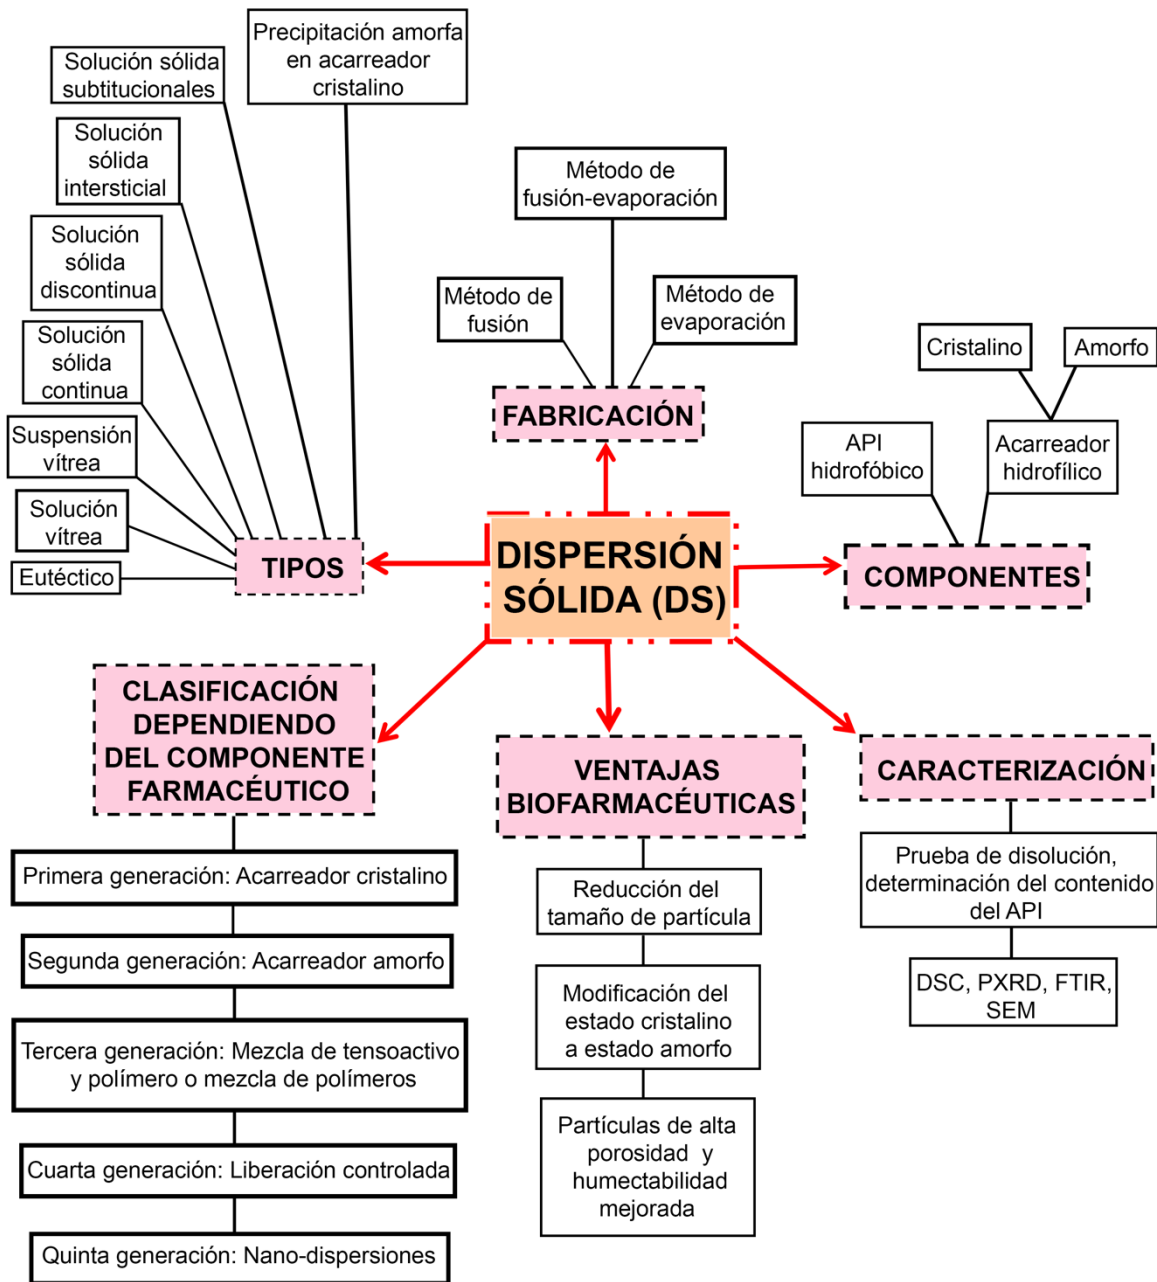 Precipitación amorfa
en acarreador
cristalino
Solución sólida
subtitucionales
Solución
sólida
intersticial
Solución
sólida
discontinua
Solución
sólida
continua
Suspensión
vítrea
Solución
vítrea
Eutéctico
TIPOS
Método de
fusión-evaporación
Método de
fusión
Método de
evaporación
FABRICACIÓN
Cristalino
Amorfo
API
hidrofóbico
Acarreador
hidrofílico
COMPONENTES
DISPERSIÓN
SÓLIDA (DS)
CLASIFICACIÓN
DEPENDIENDO
DEL COMPONENTE
FARMACÉUTICO
Primera generación: Acarreador cristalino
Segunda generación: Acarreador amorfo
Tercera generación: Mezcla de tensoactivo
y polímero o mezcla de polímeros
Cuarta generación: Liberación controlada
Quinta generación: Nano-dispersiones
VENTAJAS
BIOFARMACÉUTICAS
Reducción del
tamaño de partícula
Modificación del
estado cristalino
a estado amorfo
Partículas de alta
porosidad y
humectabilidad
mejorada
CARACTERIZACIÓN
Prueba de disolución,
determinación del contenido
del API
DSC, PXRD, FTIR,
SEM